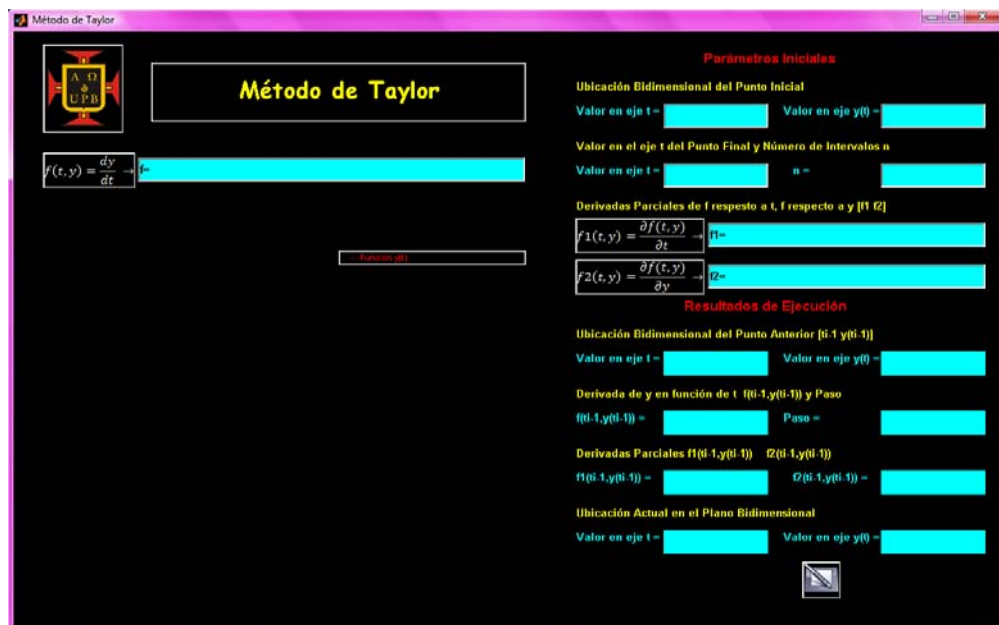 Método de Taylor
Α Ω
UPB
Método de Taylor
f(t, y) = dy/dt →
f=
-- Función y(t)
Parámetros Iniciales
Ubicación Bidimensional del Punto Inicial
Valor en eje t = Valor en eje y(t) =
Valor en el eje t del Punto Final y Número de Intervalos n
Valor en eje t = n =
Derivadas Parciales de f respesto a t, f respecto a y [f1 f2]
f1(t, y) = ∂f(t, y)/∂t → f1=
f2(t, y) = ∂f(t, y)/∂y → f2=
Resultados de Ejecución
Ubicación Bidimensional del Punto Anterior [ti-1 y(ti-1)]
Valor en eje t = Valor en eje y(t) =
Derivada de y en función de t f(ti-1,y(ti-1)) y Paso
f(ti-1,y(ti-1)) = Paso =
Derivadas Parciales f1(ti-1,y(ti-1)) f2(ti-1,y(ti-1))
f1(ti-1,y(ti-1)) = f2(ti-1,y(ti-1)) =
Ubicación Actual en el Plano Bidimensional
Valor en eje t = Valor en eje y(t) =